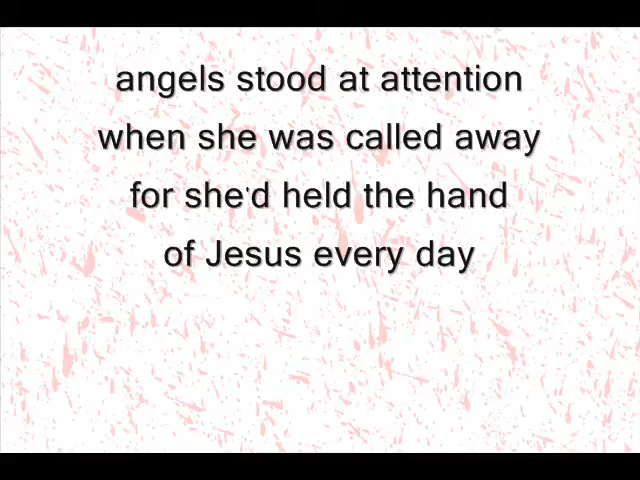 angels stood at attention
when she was called away
for she'd held the hand
of Jesus every day